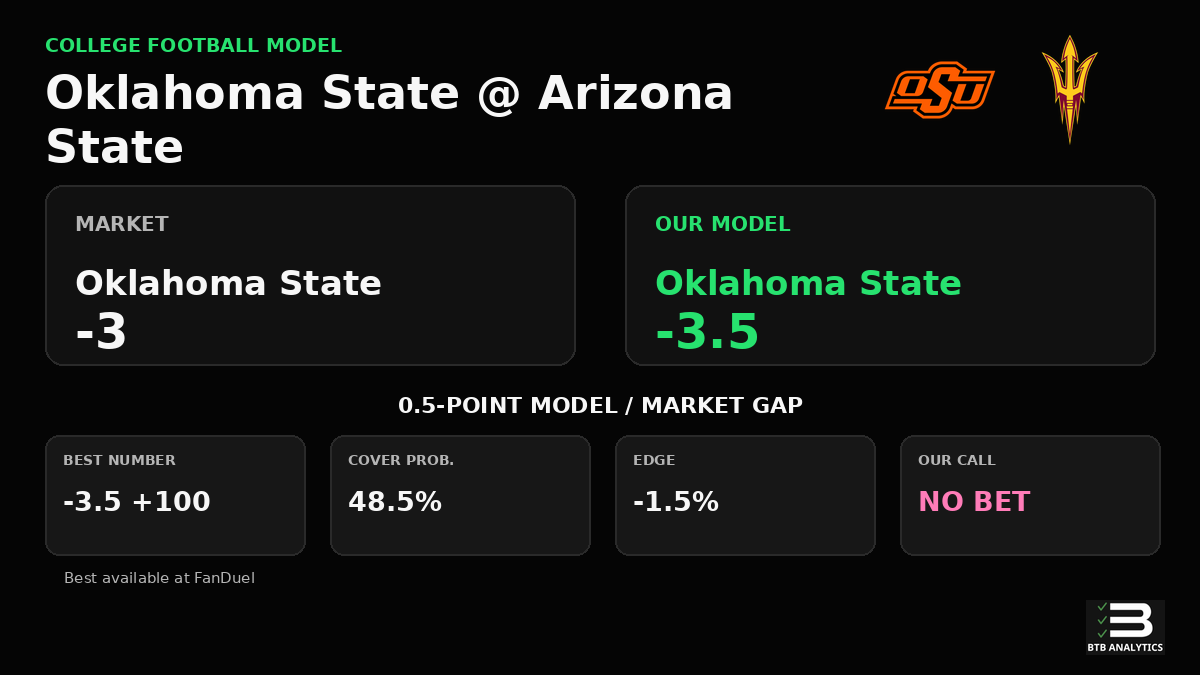 COLLEGE FOOTBALL MODEL
Oklahoma State @ Arizona
State
OSU
MARKET
Oklahoma State
-3
OUR MODEL
Oklahoma State
-3.5
0.5-POINT MODEL / MARKET GAP
BEST NUMBER
-3.5 +100
COVER PROB.
48.5%
EDGE
-1.5%
OUR CALL
NO BET
Best available at FanDuel
B
BTB ANALYTICS